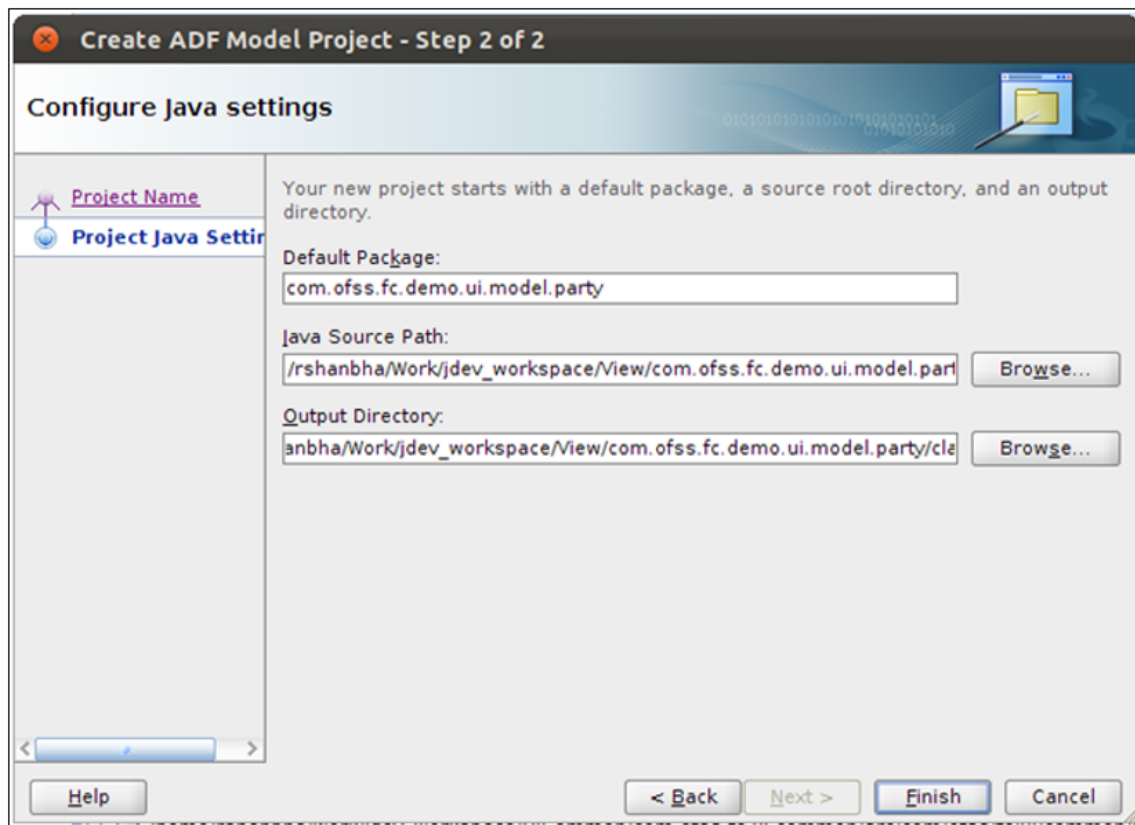 Create ADF Model Project - Step 2 of 2
Configure Java settings
010101010101010101010101010101
01010101010
Project Name
Project Java Settin
Your new project starts with a default package, a source root directory, and an output
directory.
Default Package:
com.ofss.fc.demo.ui.model.party
Java Source Path:
/rshanbha/Work/jdev_workspace/View/com.ofss.fc.demo.ui.model.part
Browse...
Output Directory:
anbha/Work/jdev_workspace/View/com.ofss.fc.demo.ui.model.party/cla
Browse...
Help
< Back
Next >
Finish
Cancel